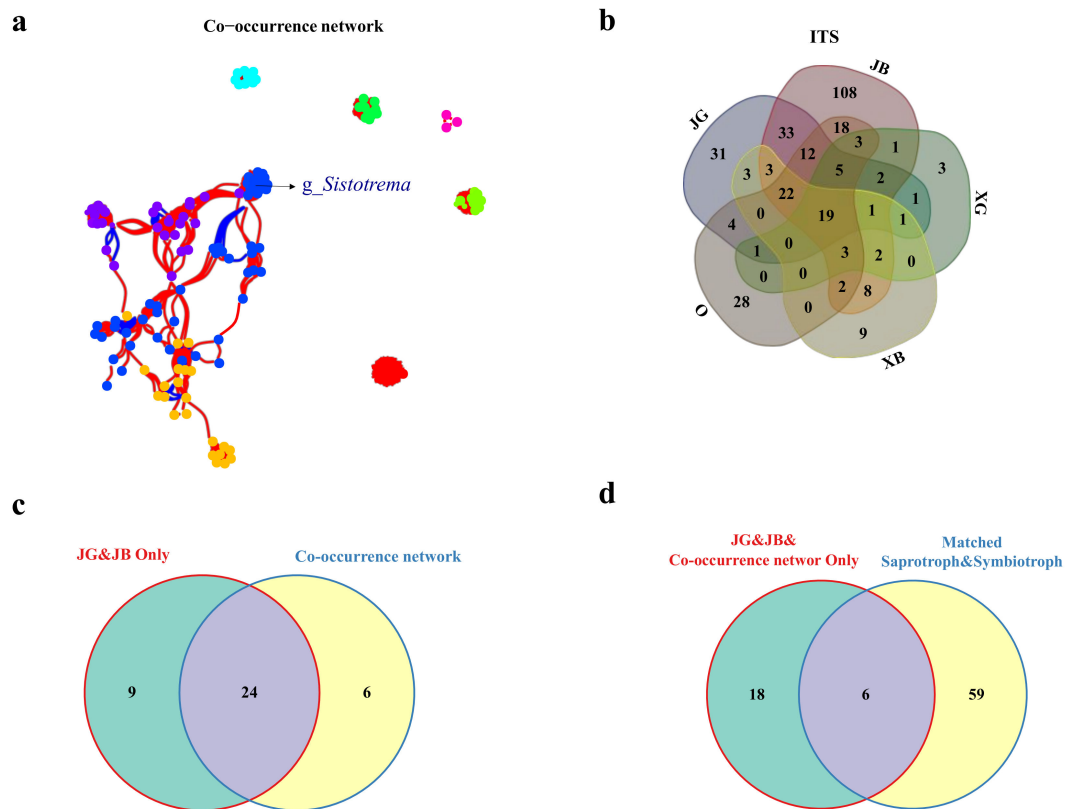 a
Co−occurrence network
g_Sistotrema
b
ITS
JB
108
JG
33
18
3
1
31
12
3
3
3
5
2
XG
22
1
0
19
1
1
4
0
3
2
0
1
0
0
28
2
8
0
O
9
XB
c
JG&JB Only
Co-occurrence network
9
24
6
d
JG&JB&
Co-occurrence networ Only
Matched
Saprotroph&Symbiotroph
18
6
59